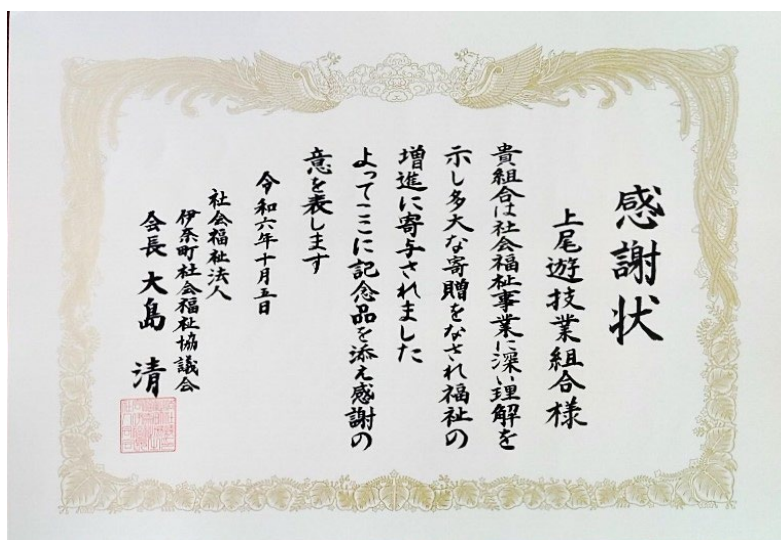 感謝状
上尾遊技業組合様
貴組合は社会福祉事業に深い理解を
示し多大な寄贈をなされ福祉の
増進に寄与されました
よってここに記念品を添え感謝の
意を表します
令和六年十月五日
社会福祉法人
伊奈町社会福祉協議会
会長大島清